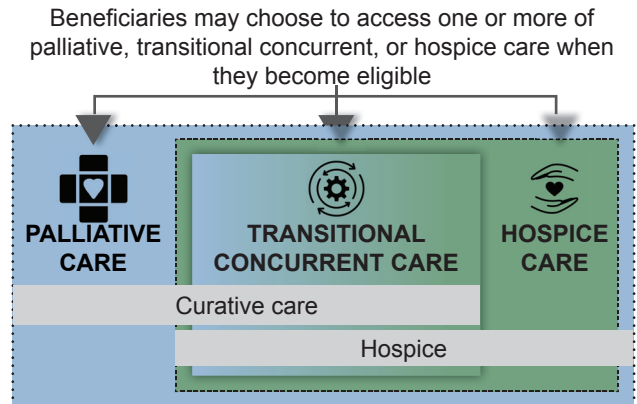 Beneficiaries may choose to access one or more of
palliative, transitional concurrent, or hospice care when
they become eligible
PALLIATIVE
CARE
TRANSITIONAL
CONCURRENT CARE
HOSPICE
CARE
Curative care
Hospice